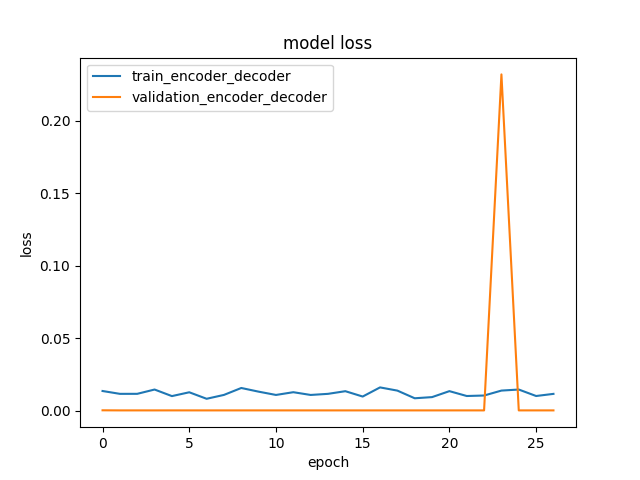 model loss
train_encoder_decoder
validation_encoder_decoder
0.20
0.15
0.10
0.05
0.00
loss
0
5
10
15
20
25
epoch